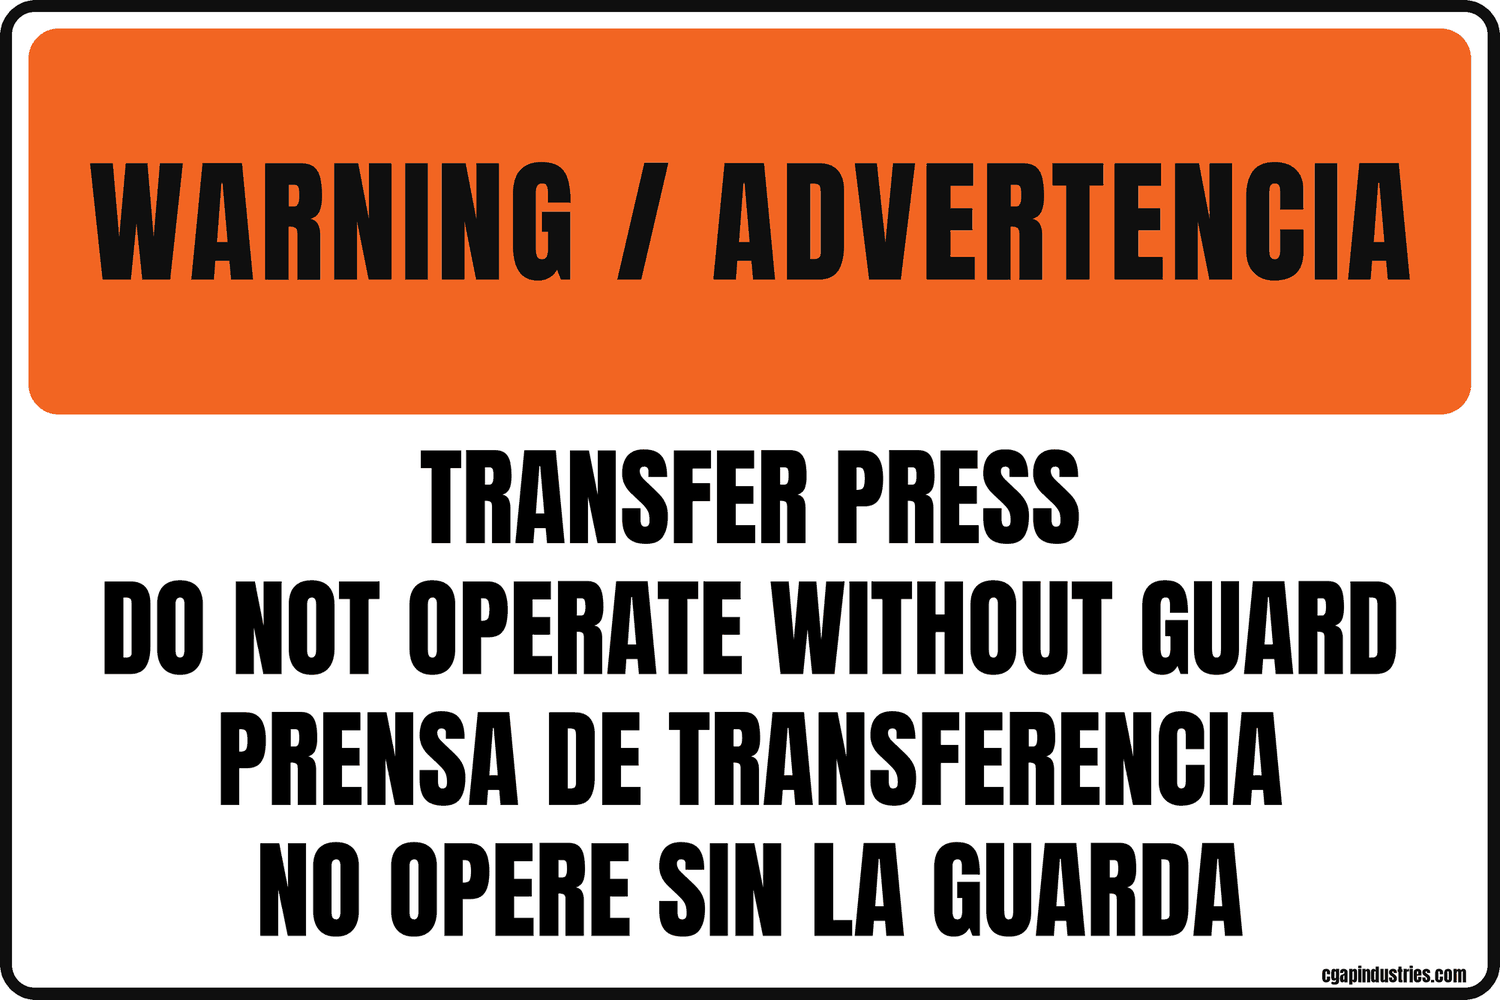 WARNING / ADVERTENCIA
TRANSFER PRESS
DO NOT OPERATE WITHOUT GUARD
PRENSA DE TRANSFERENCIA
NO OPERE SIN LA GUARDA
cgapindustries.com